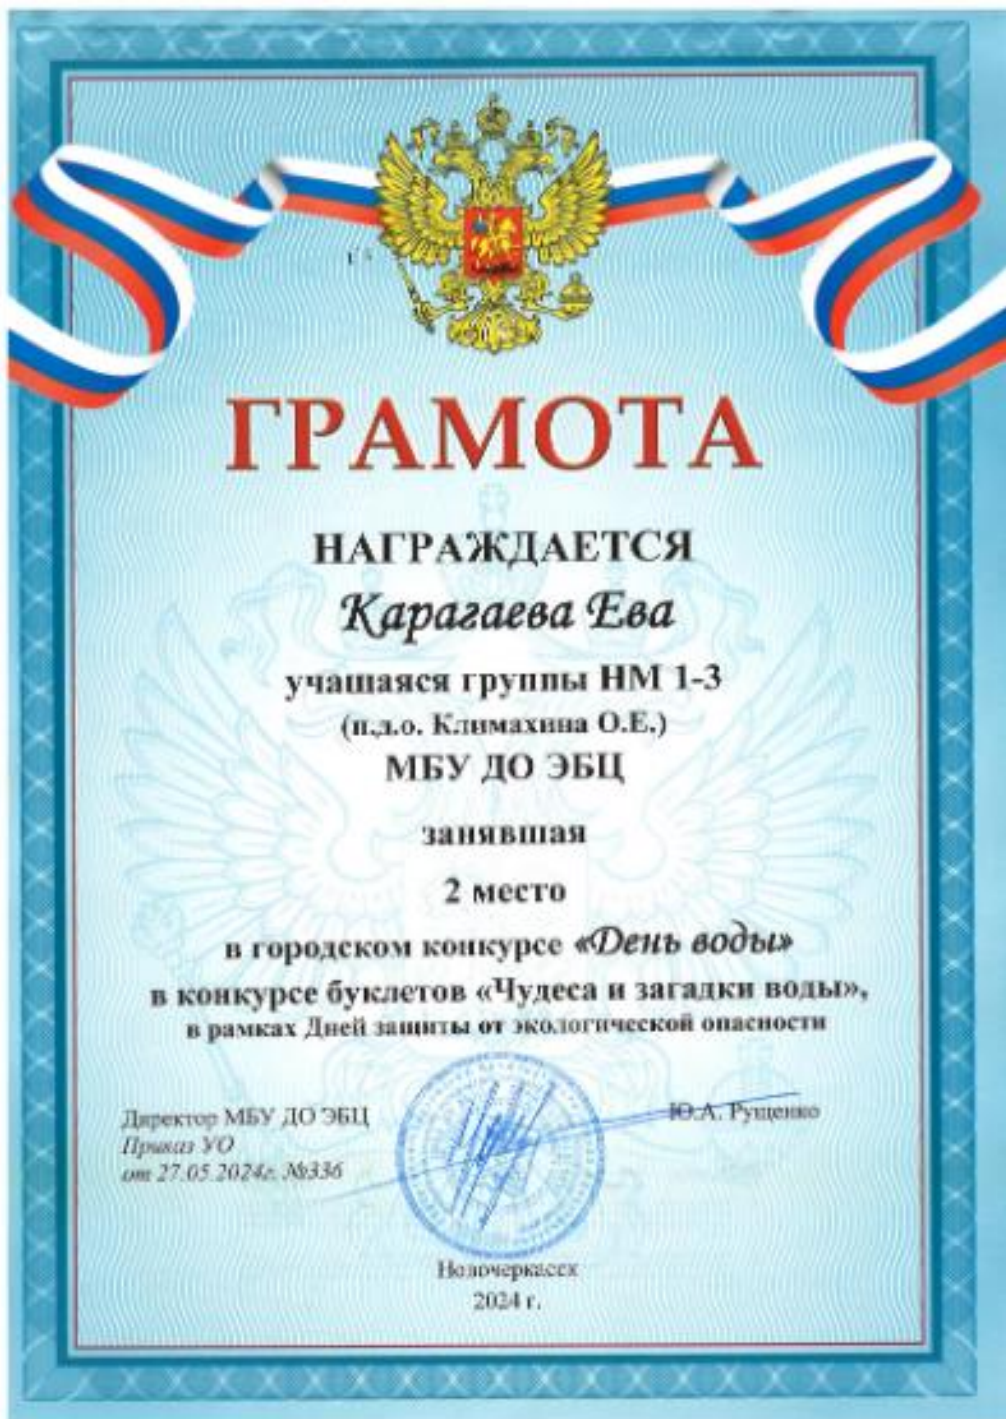 ГРАМОТА
НАГРАЖДАЕТСЯ
Карагаева Ева
учащаяся группы НМ 1-3
(п.д.о. Климахина О.Е.)
МБУ ДО ЭБЦ
занявшая
2 место
в городском конкурсе «День воды»
в конкурсе буклетов «Чудеса и загадки воды»,
в рамках Дней защиты от экологической опасности
Директор МБУ ДО ЭБЦ
Ю.А. Рущенко
Приказ УО
от 27.05.2024г. №336
Новочеркасск
2024 г.